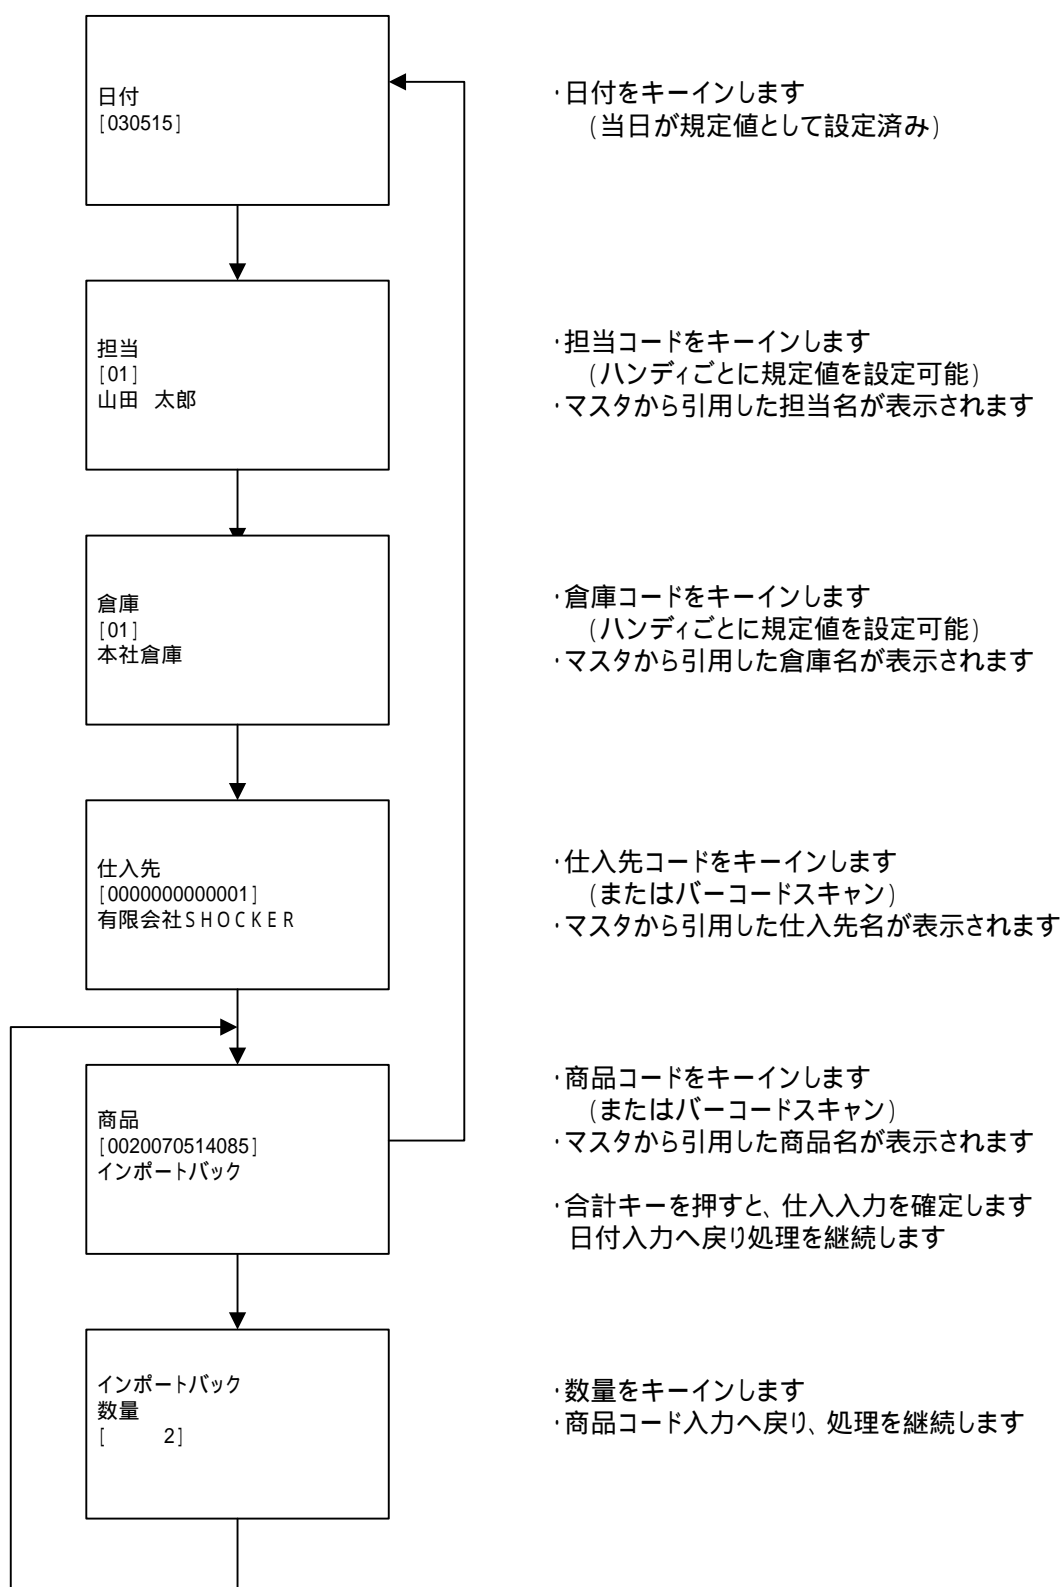 日付
[030515]
・日付をキーインします
(当日が規定値として設定済み)
担当
[01]
山田　太郎
・担当コードをキーインします
(ハンディごとに規定値を設定可能)
・マスタから引用した担当名が表示されます
倉庫
[01]
本社倉庫
・倉庫コードをキーインします
(ハンディごとに規定値を設定可能)
・マスタから引用した倉庫名が表示されます
仕入先
[0000000000001]
有限会社SHOCKER
・仕入先コードをキーインします
(またはバーコードスキャン)
・マスタから引用した仕入先名が表示されます
商品
[0020070514085]
インポートバック
・商品コードをキーインします
(またはバーコードスキャン)
・マスタから引用した商品名が表示されます
・合計キーを押すと、仕入入力を確定します
日付入力へ戻り処理を継続します
インポートバック
数量
[　　2]
・数量をキーインします
・商品コード入力へ戻り、処理を継続します